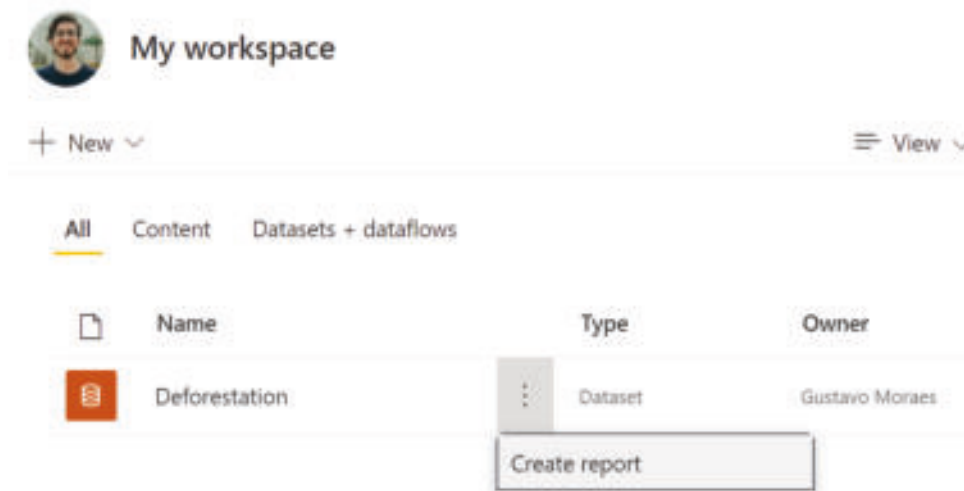 My workspace
New
View
All Content Datasets + dataflows
Name Type Owner
Deforestation Dataset Gustavo Moraes
Create report